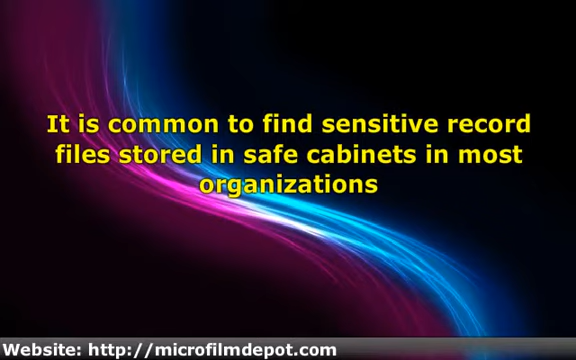 It is common to find sensitive record
files stored in safe cabinets in most
organizations
Website: http://microfilmdepot.com